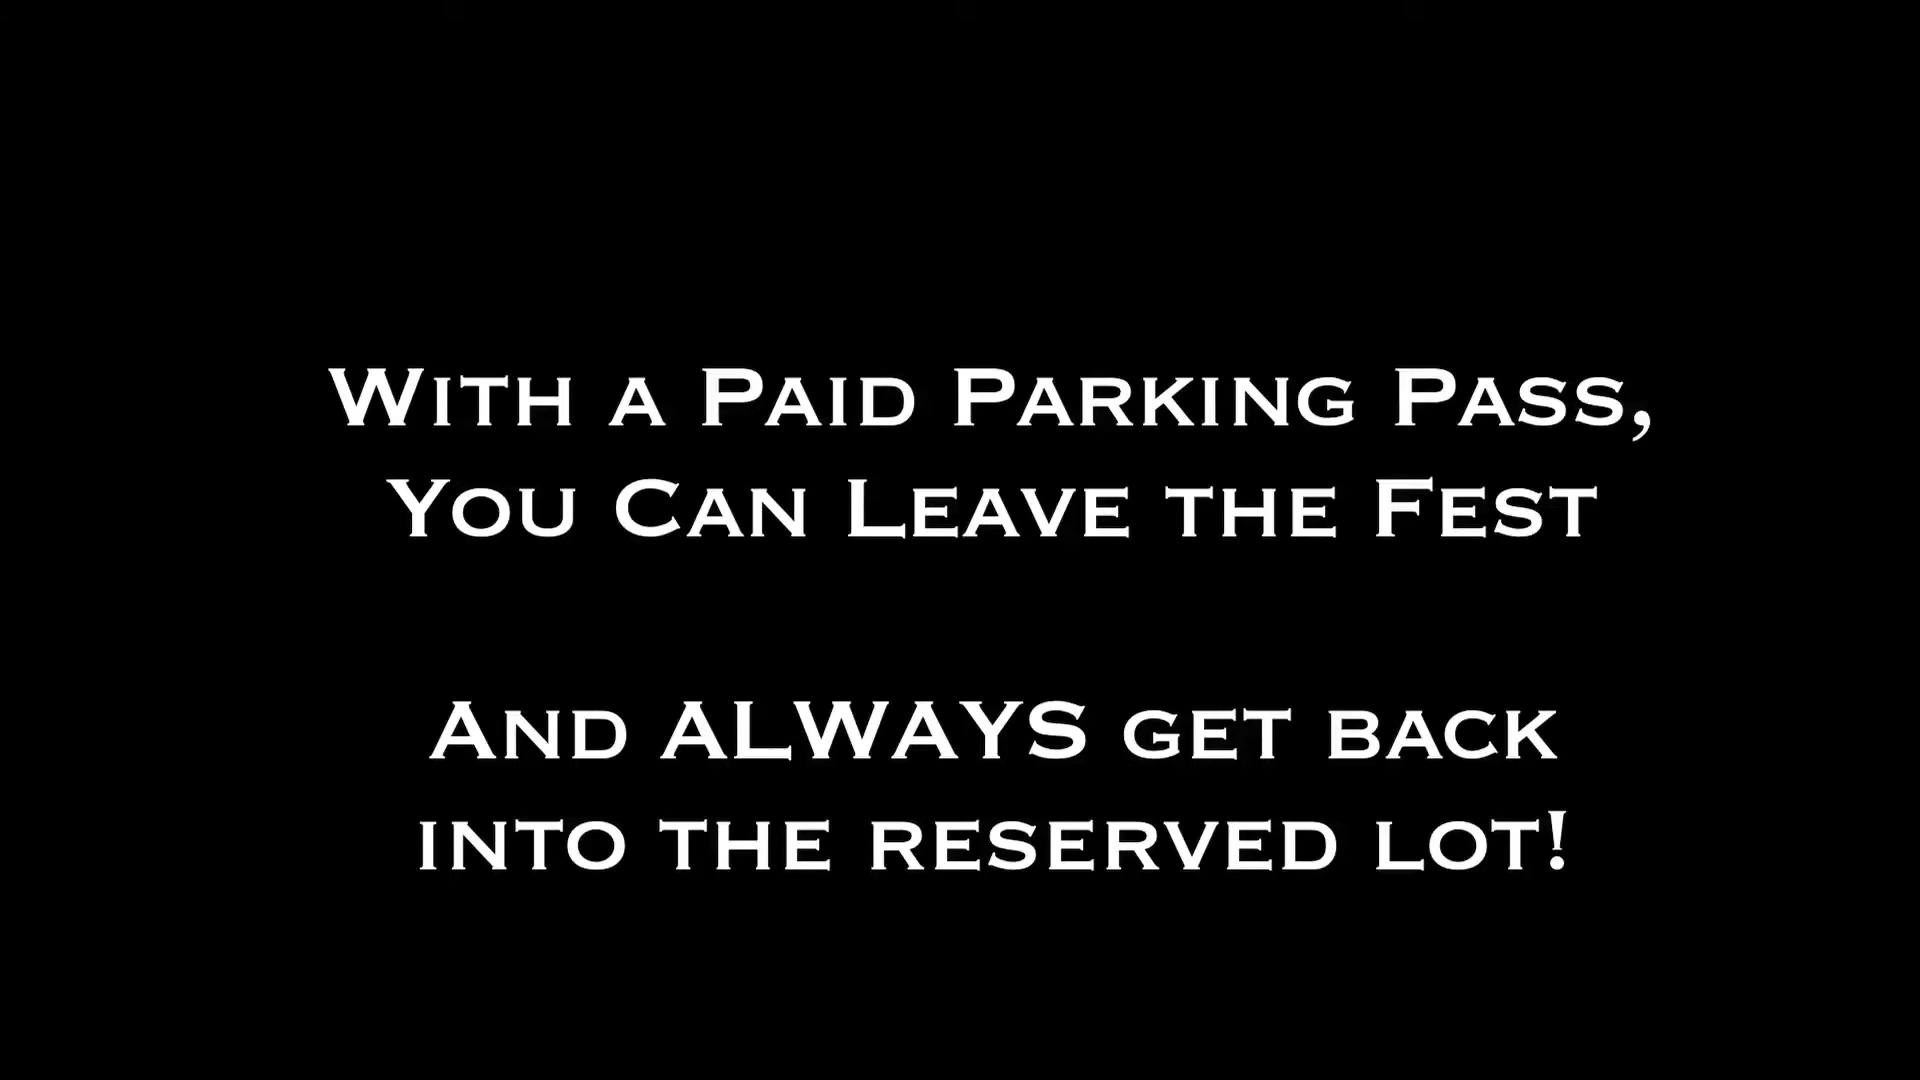 With a Paid Parking Pass,
You Can Leave the Fest
And ALWAYS get back
into the reserved lot!